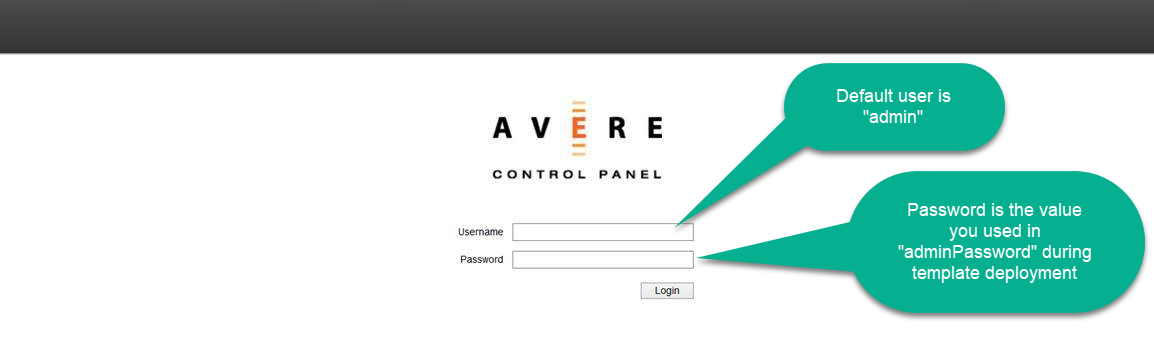 AVERE
CONTROL PANEL
Default user is
"admin"
Username
Password
Login
Password is the value
you used in
"adminPassword" during
template deployment